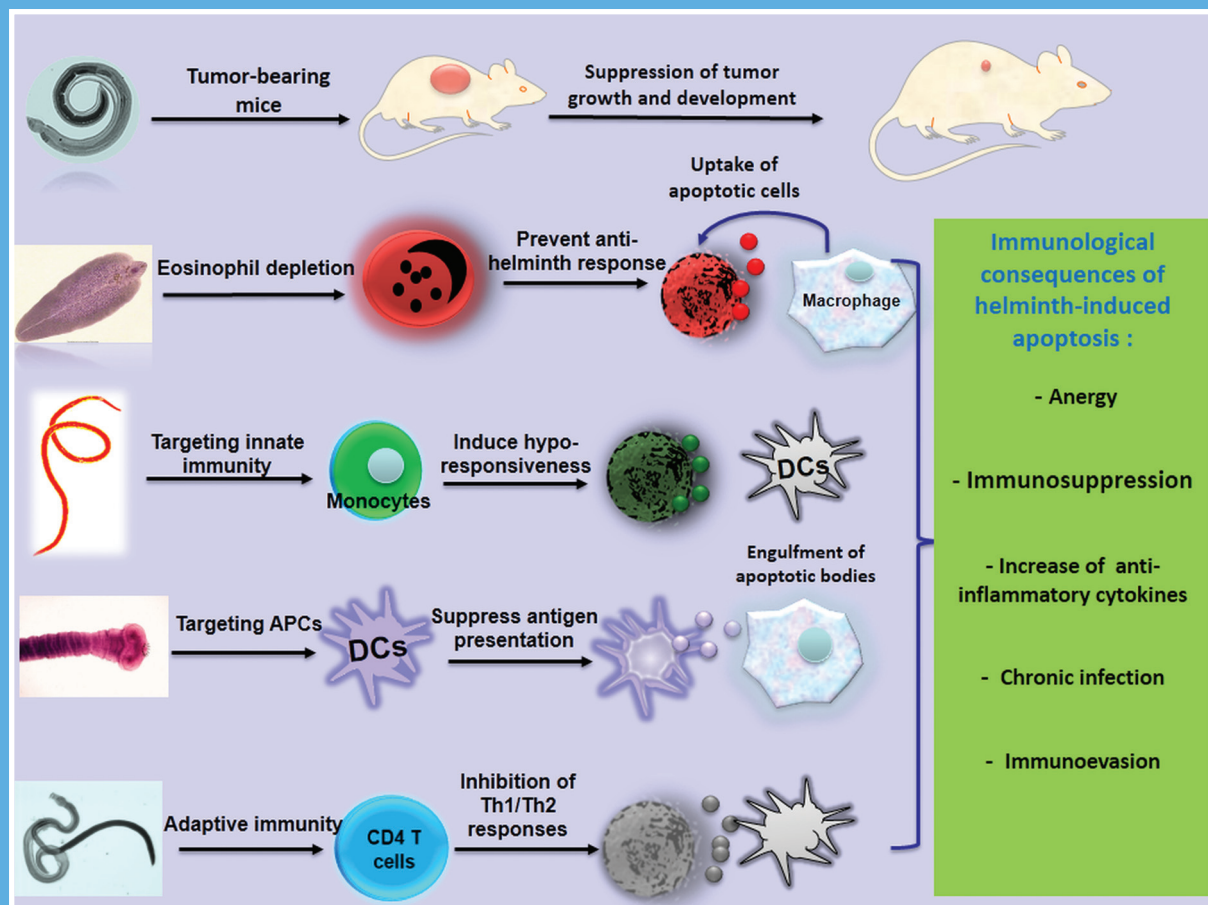 Tumor-bearing
mice
Suppression of tumor
growth and development
Uptake of
apoptotic cells
Eosinophil depletion
Prevent anti-
helminth response
Macrophage
Targeting innate
immunity
Monocytes
Induce hypo-
responsiveness
DCs
Engulfment of
apoptotic bodies
Targeting APCs
DCs
Suppress antigen
presentation
Adaptive immunity
CD4 T
cells
Inhibition of
Th1/Th2
responses
Immunological
consequences of
helminth-induced
apoptosis :
- Anergy
- Immunosuppression
- Increase of anti-
inflammatory cytokines
- Chronic infection
- Immunoevasion